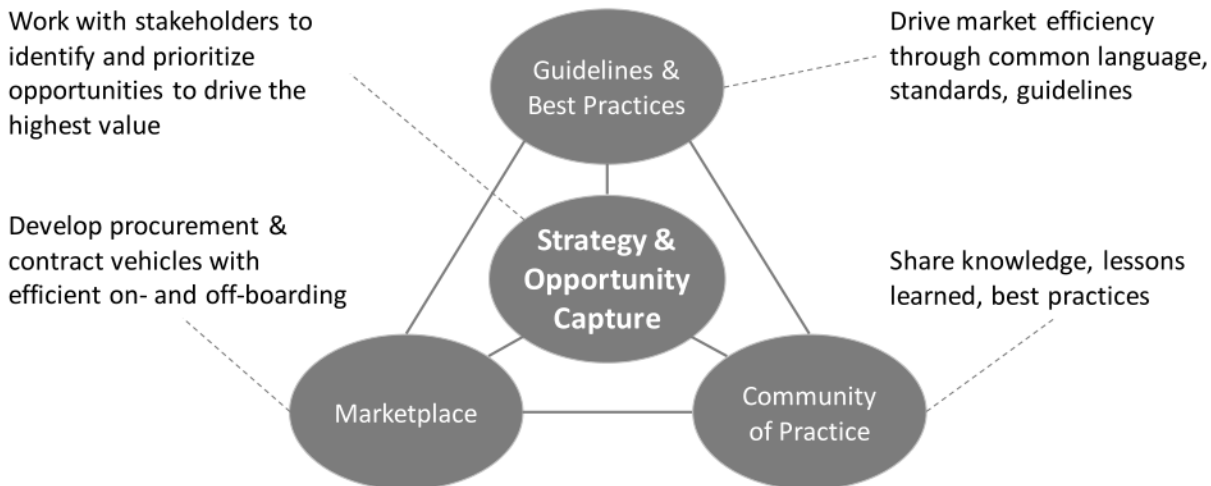 Work with stakeholders to
identify and prioritize
opportunities to drive the
highest value
Guidelines &
Best Practices
Drive market efficiency
through common language,
standards, guidelines
Strategy &
Opportunity
Capture
Develop procurement &
contract vehicles with
efficient on- and off-boarding
Share knowledge, lessons
learned, best practices
Marketplace
Community
of Practice